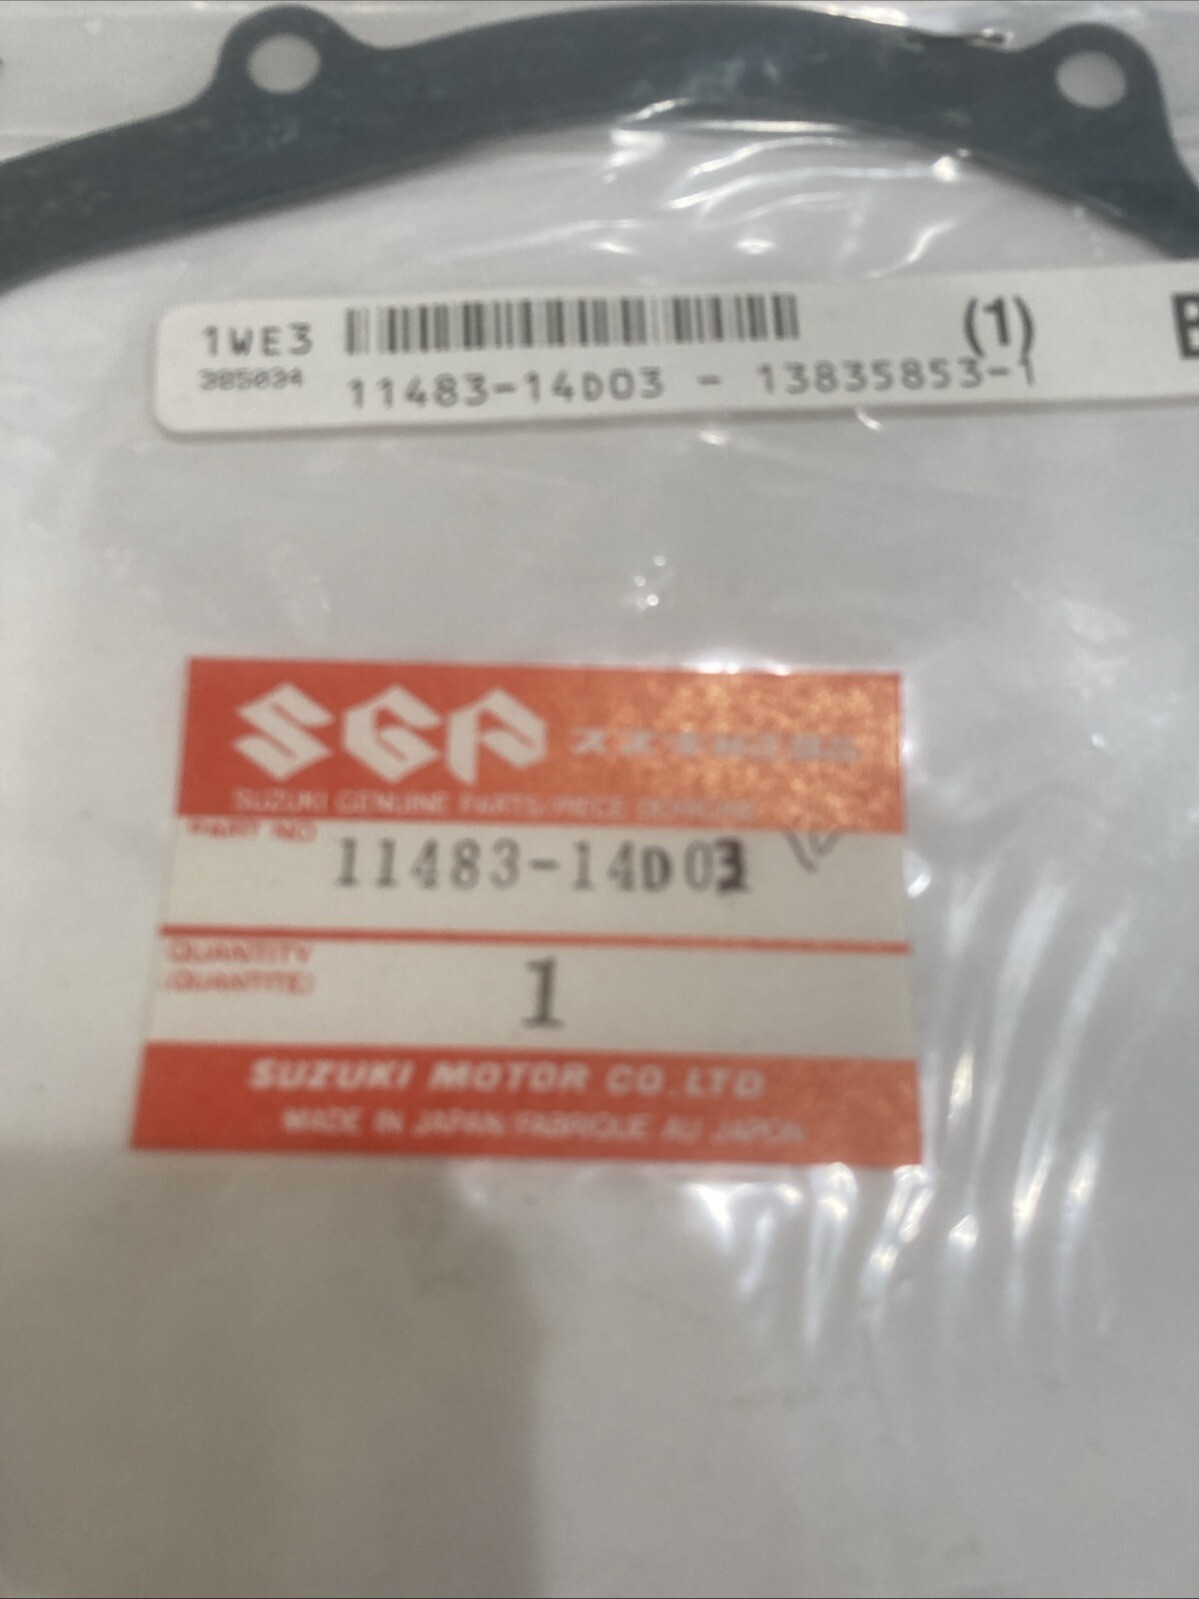 1WE3
(1)
B
385034
11483-14D03 - 13835853-1
SGP
SUZUKI GENUINE PARTS/PIECE D'ORIGINE
PART NO
11483-14D03
QUANTITY
(QUANTITE)
1
SUZUKI MOTOR CO.LTD
MADE IN JAPAN/FABRIQUE AU JAPON